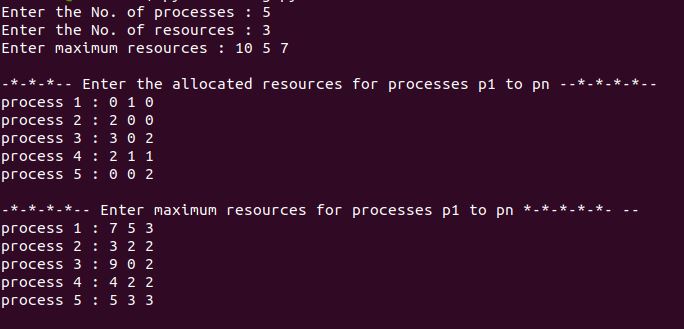 Enter the No. of processes : 5
Enter the No. of resources : 3
Enter maximum resources : 10 5 7
-*-*-*-- Enter the allocated resources for processes p1 to pn --*-*-*-*--
process 1 : 0 1 0
process 2 : 2 0 0
process 3 : 3 0 2
process 4 : 2 1 1
process 5 : 0 0 2
-*-*-*-*-- Enter maximum resources for processes p1 to pn *-*-*-*-*- --
process 1 : 7 5 3
process 2 : 3 2 2
process 3 : 9 0 2
process 4 : 4 2 2
process 5 : 5 3 3